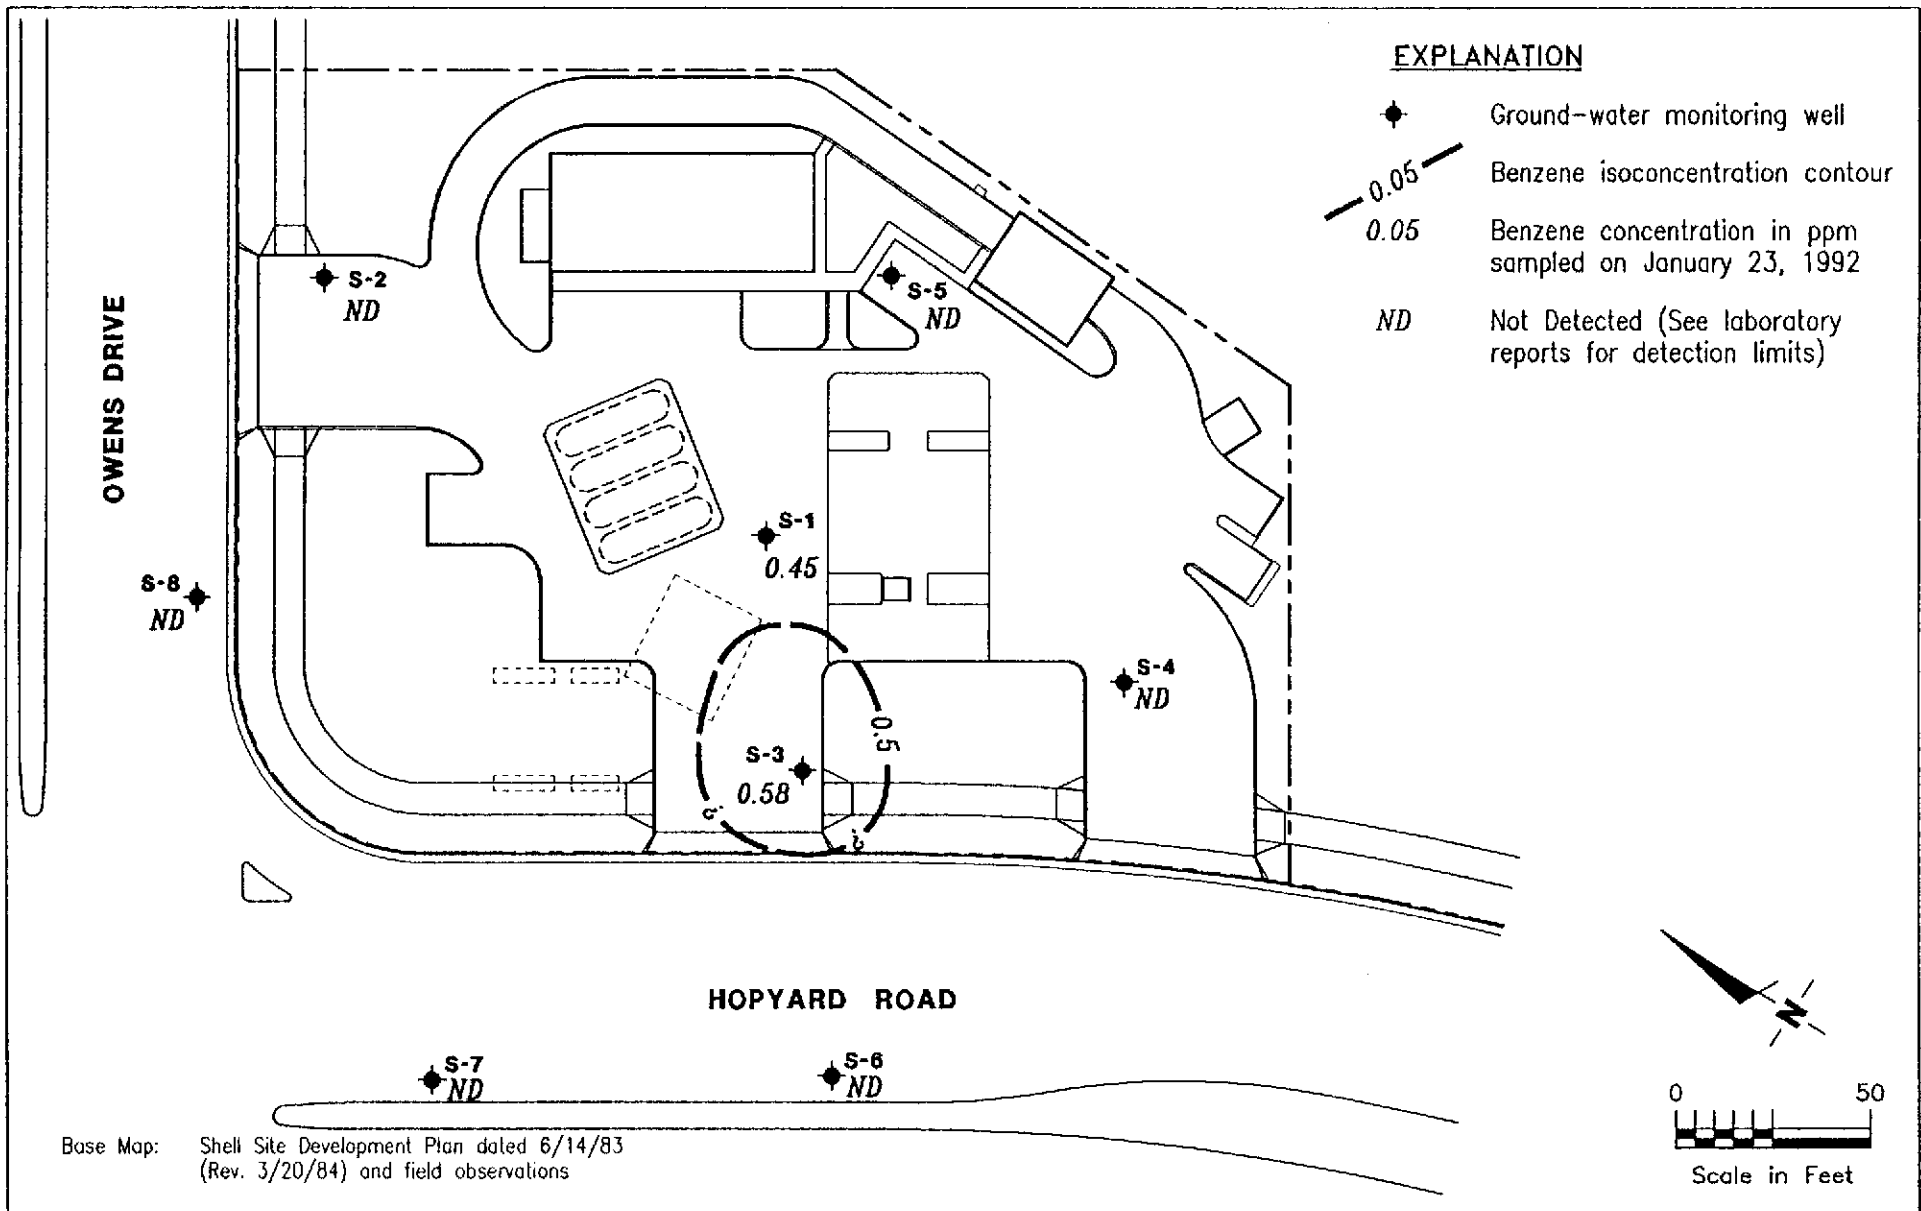 EXPLANATION
Ground-water monitoring well
0.05
Benzene isoconcentration contour
0.05
Benzene concentration in ppm
sampled on January 23, 1992
ND
Not Detected (See laboratory
reports for detection limits)
OWENS DRIVE
S-2
ND
S-5
ND
S-1
0.45
S-8
ND
S-4
ND
0.5
S-3
0.58
?
?
HOPYARD ROAD
N
S-7
ND
S-6
ND
0 50
Scale in Feet
Base Map: Shell Site Development Plan dated 6/14/83
(Rev. 3/20/84) and field observations